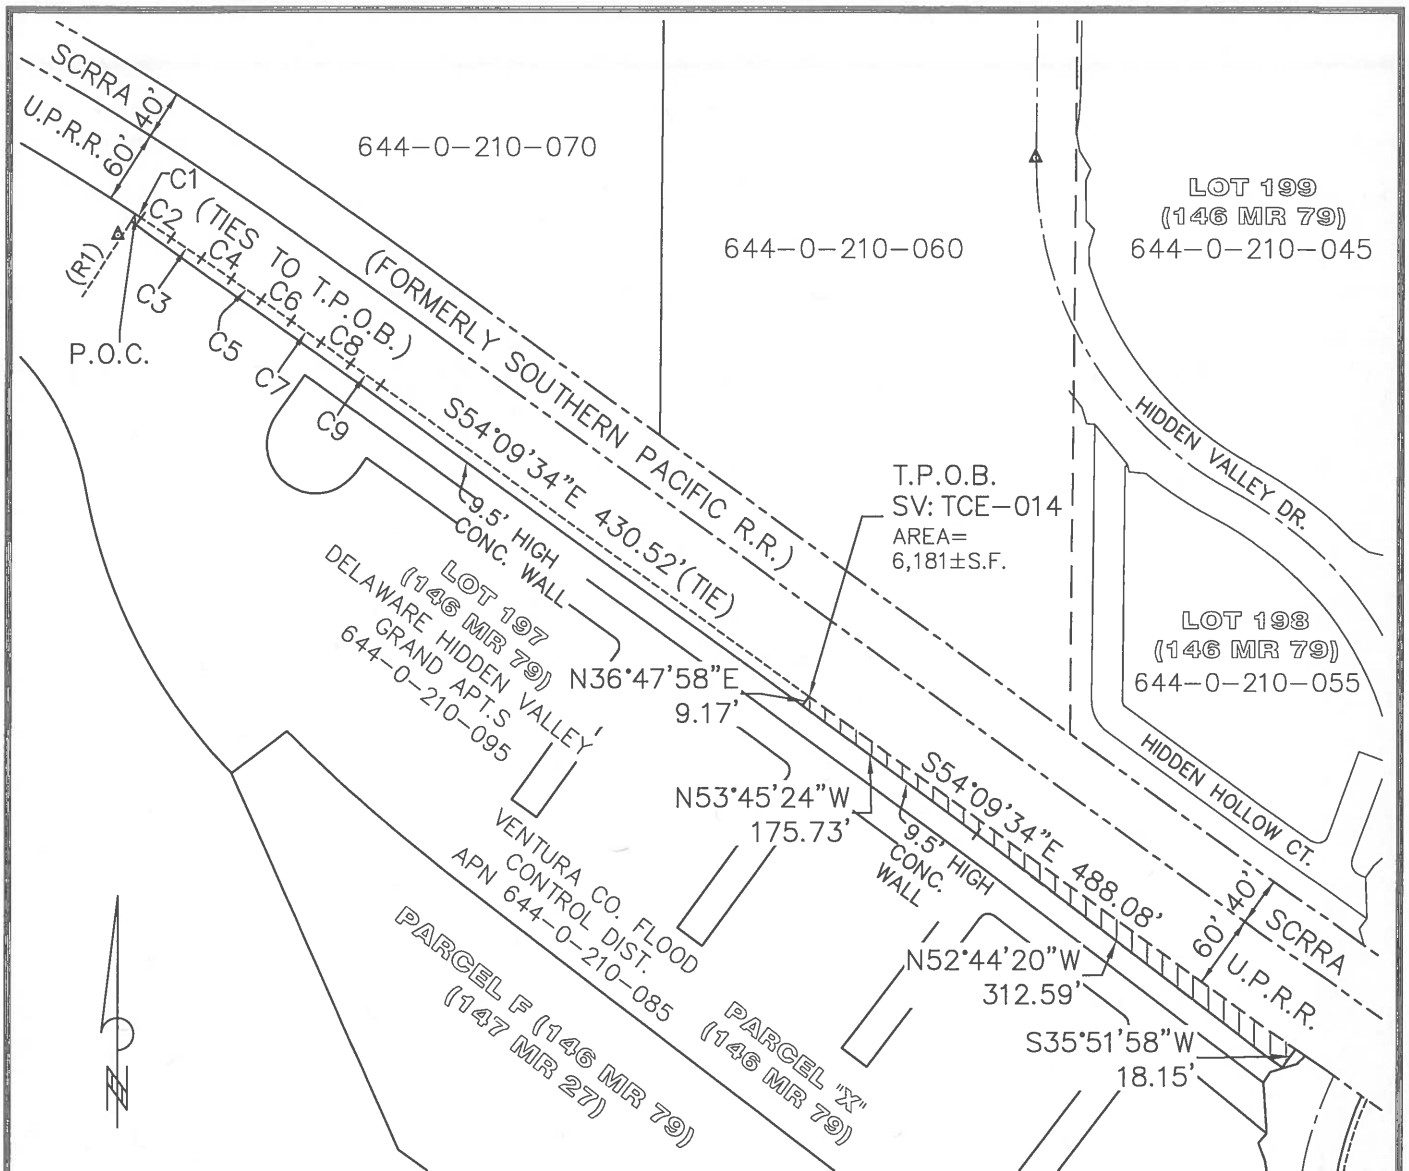 SCRRA
40'
U.P.R.R.
60'
644-0-210-070
C1
C2
C3
C4
C5
C6
C7
C8
C9
(TIES TO T.P.O.B.)
(R1)
P.O.C.
(FORMERLY SOUTHERN PACIFIC R.R.)
644-0-210-060
LOT 199
(146 MR 79)
644-0-210-045
HIDDEN VALLEY DR.
S54°09'34"E 430.52'(TIE)
T.P.O.B.
SV: TCE-014
AREA=
6,181±S.F.
9.5' HIGH
CONC. WALL
LOT 197
(146 MR 79)
DELAWARE HIDDEN VALLEY
GRAND APT.S
644-0-210-095
N36°47'58"E
9.17'
LOT 198
(146 MR 79)
644-0-210-055
HIDDEN HOLLOW CT.
N53°45'24"W
175.73'
S54°09'34"E 488.08'
9.5' HIGH
CONC.
WALL
VENTURA CO. FLOOD
CONTROL DIST.
APN 644-0-210-085
PARCEL F (146 MR 79)
(147 MR 27)
PARCEL "X"
(146 MR 79)
N52°44'20"W
312.59'
40'
60'
SCRRA
U.P.R.R.
S35°51'58"W
18.15'
N